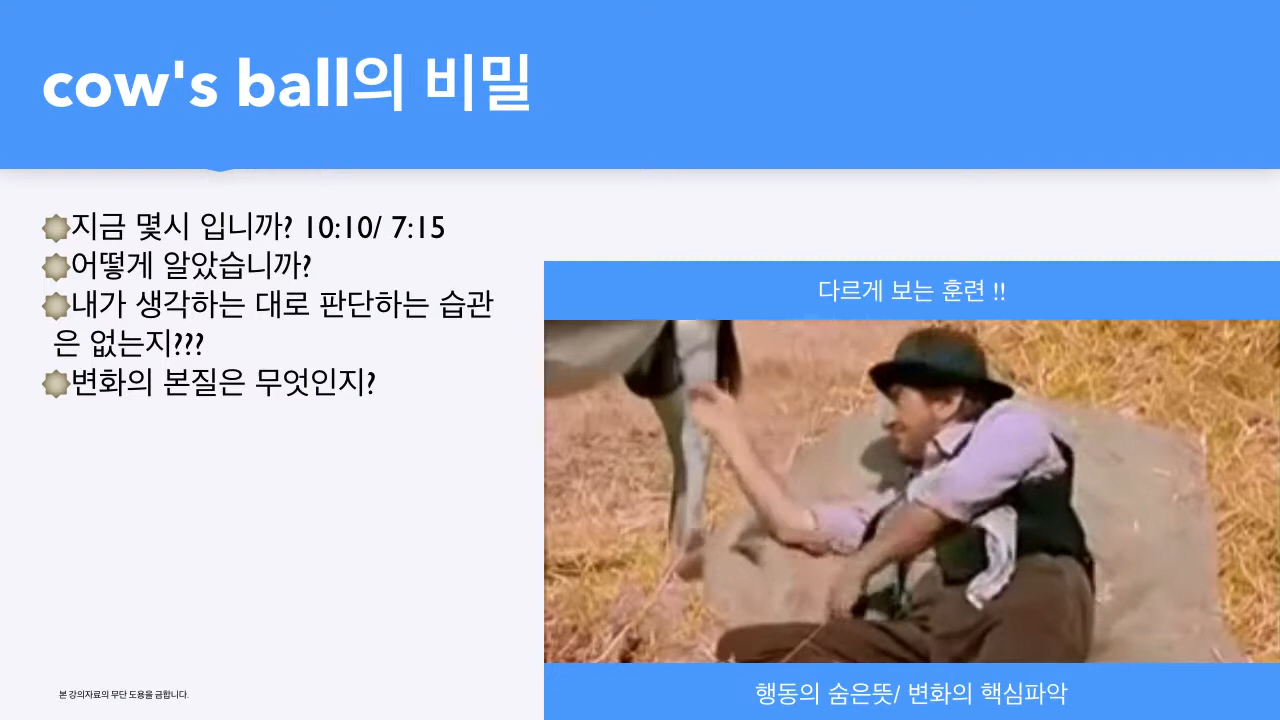 cow's ball의 비밀
지금 몇시 입니까? 10:10/ 7:15
어떻게 알았습니까?
내가 생각하는 대로 판단하는 습관
은 없는지???
변화의 본질은 무엇인지?
다르게 보는 훈련 !!
행동의 숨은뜻/ 변화의 핵심파악
본 강의자료의 무단 도용을 금합니다.